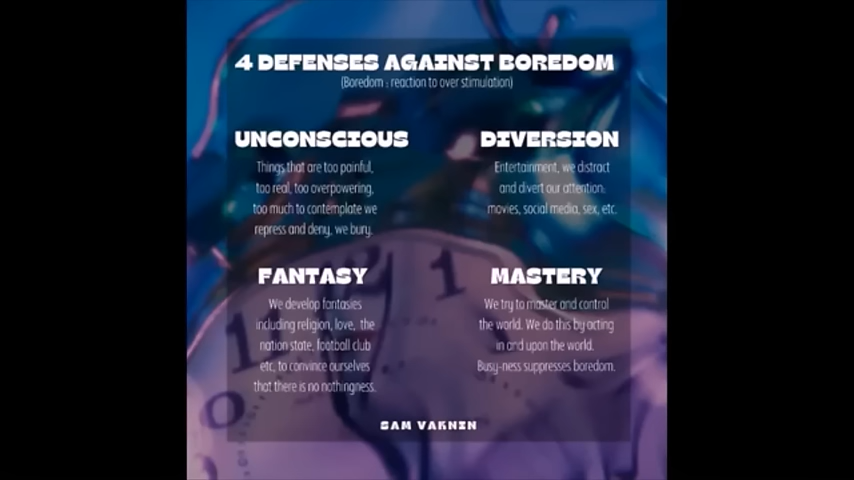 4 DEFENSES AGAINST BOREDOM
(Boredom : reaction to over stimulation)
UNCONSCIOUS
Things that are too painful,
too real, too overpowering,
too much to contemplate we
repress and deny, we bury.
DIVERSION
Entertainment, we distract
and divert our attention:
movies, social media, sex, etc.
FANTASY
We develop fantasies
including religion, love, the
nation state, football club
etc, to convince ourselves
that there is no nothingness.
MASTERY
We try to master and control
the world. We do this by acting
in and upon the world.
Busy-ness suppresses boredom.
SAM VAKNIN
12
1
11